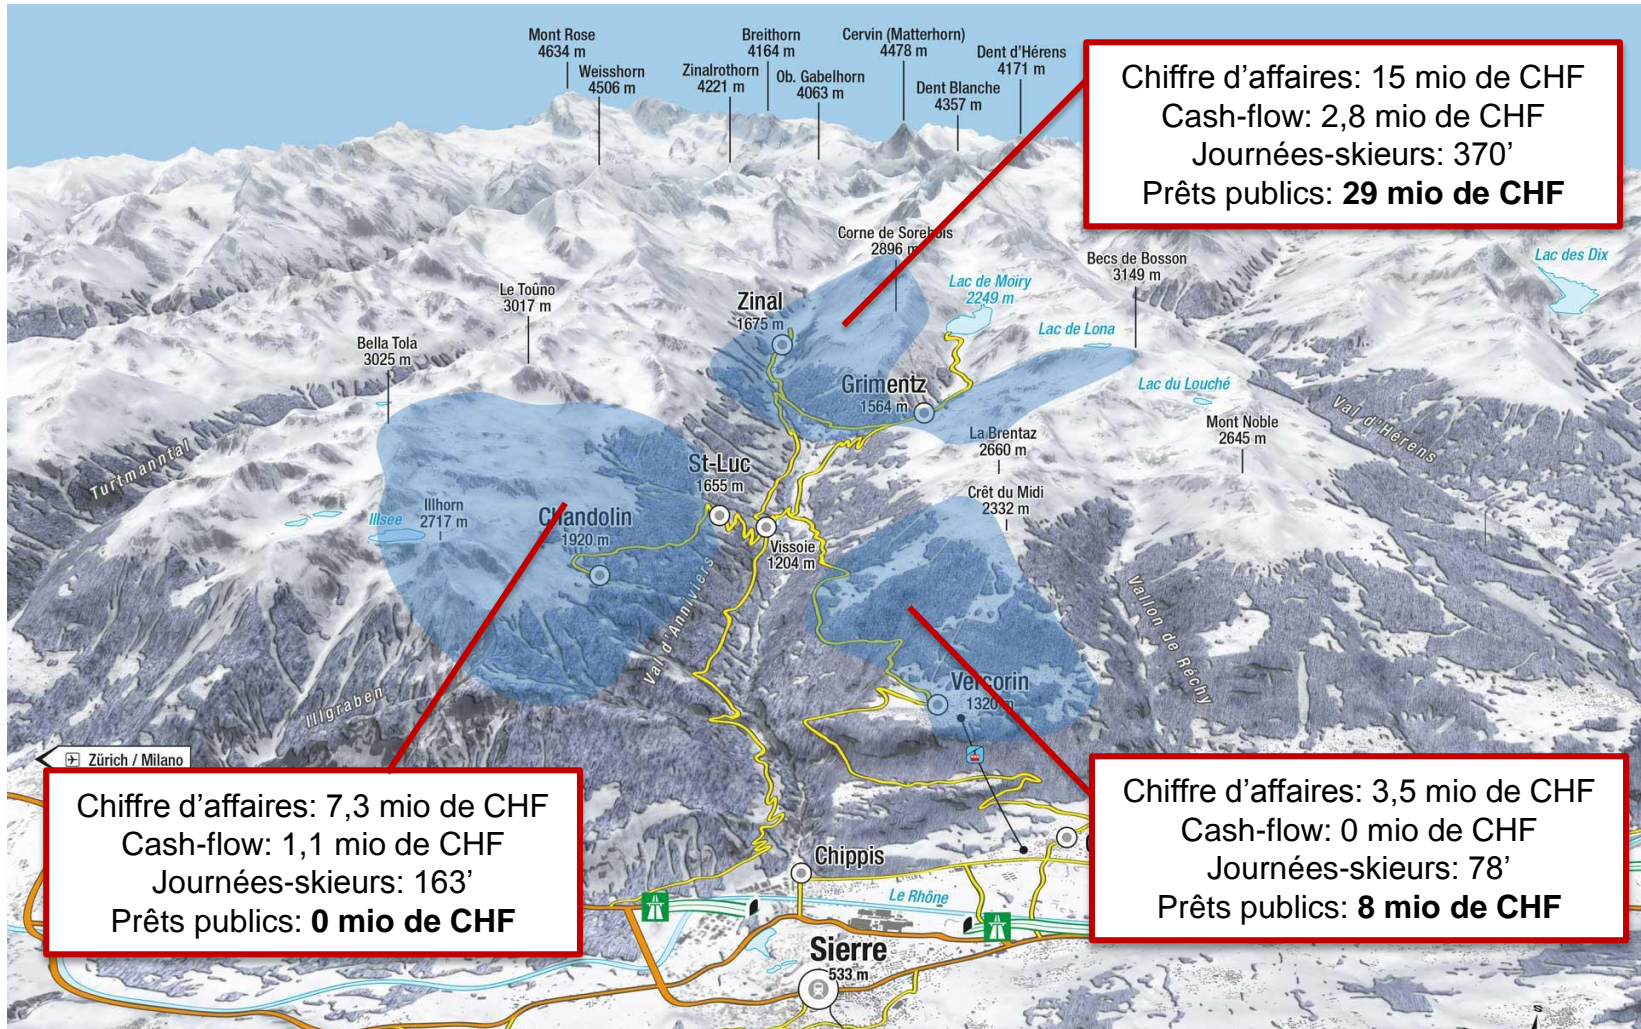 Mont Rose
4634 m
Weisshorn
4506 m
Zinalrothorn
4221 m
Breithorn
4164 m
Ob. Gabelhorn
4063 m
Cervin (Matterhorn)
4478 m
Dent Blanche
4357 m
Dent d'Hérens
4171 m
Chiffre d’affaires: 15 mio de CHF
Cash-flow: 2,8 mio de CHF
Journées-skieurs: 370’
Prêts publics: 29 mio de CHF
Corne de Sorebois
2896 m
Lac de Moiry
2249 m
Becs de Bosson
3149 m
Lac des Dix
Le Toûno
3017 m
Zinal
1675 m
Lac de Lona
Bella Tola
3025 m
Grimentz
1564 m
Lac du Louché
Val d'Hérens
Mont Noble
2645 m
La Brentaz
2660 m
Turtmanntal
St-Luc
1655 m
Crêt du Midi
2332 m
Illsee
Illhorn
2717 m
Chandolin
1920 m
Vissoie
1204 m
Val d'Anniviers
Vallon de Réchy
Illgraben
Vercorin
1320 m
Zürich / Milano
Chiffre d’affaires: 7,3 mio de CHF
Cash-flow: 1,1 mio de CHF
Journées-skieurs: 163’
Prêts publics: 0 mio de CHF
Chiffre d’affaires: 3,5 mio de CHF
Cash-flow: 0 mio de CHF
Journées-skieurs: 78’
Prêts publics: 8 mio de CHF
Chippis
Le Rhône
Sierre
533 m